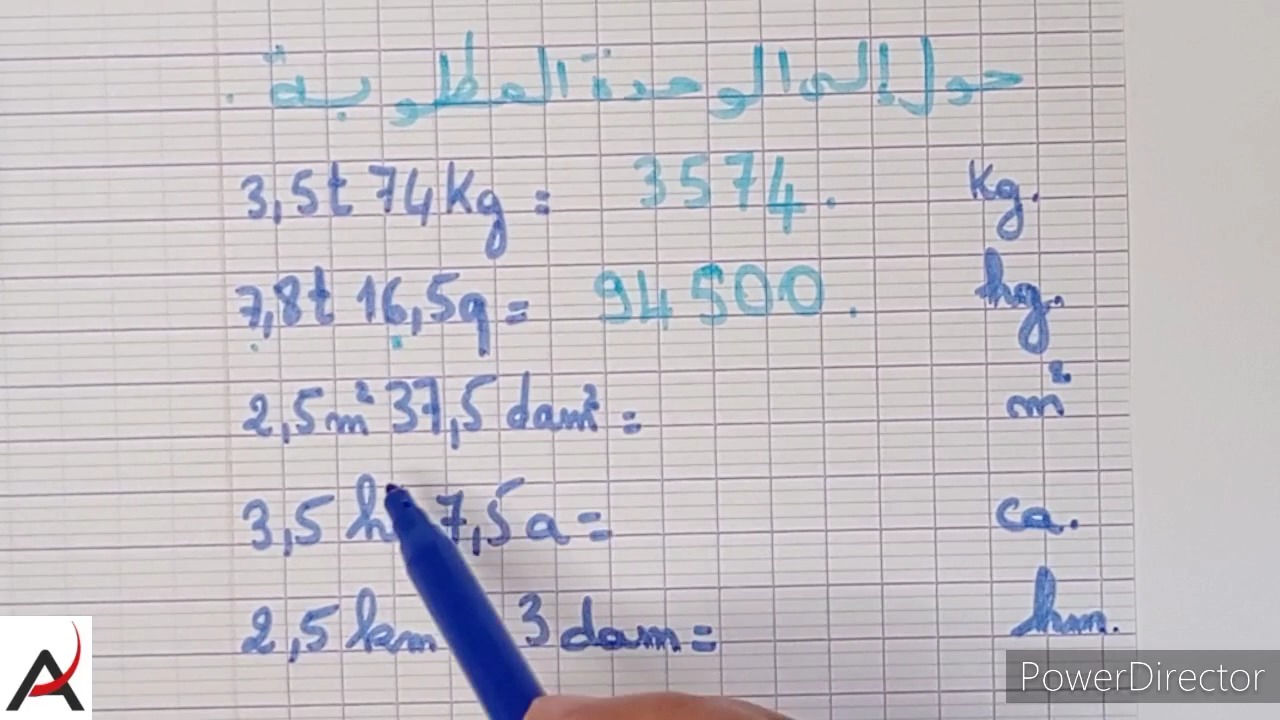 حول إلى الوحدة المطلوبة.
3,5t 74Kg = 3574. Kg.
7,8t 16,5q = 94500. hg.
2,5m² 37,5 dam² = m²
3,5 h 7,5a = ca.
2,5 km 3 dam = hm.
PowerDirector